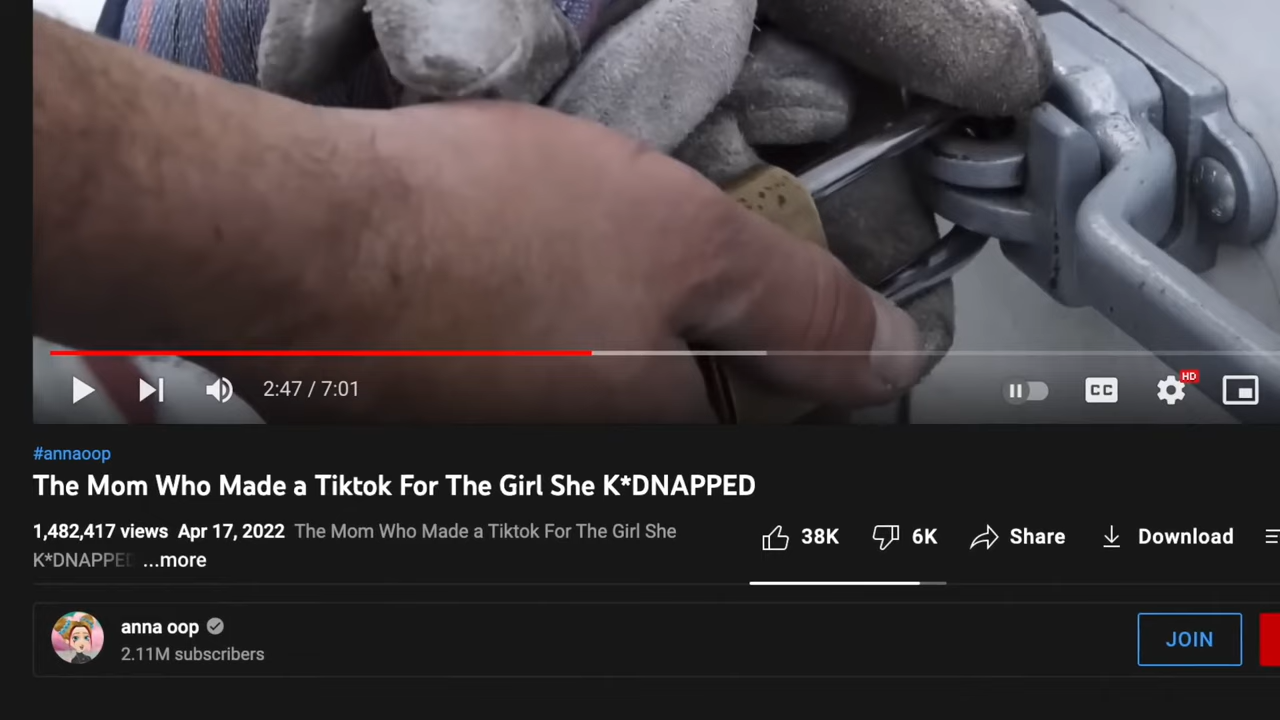 2:47 / 7:01
CC
HD
#annaoop
The Mom Who Made a Tiktok For The Girl She K*DNAPPED
1,482,417 views Apr 17, 2022 The Mom Who Made a Tiktok For The Girl She
K*DNAPPED ...more
38K
6K
Share
Download
anna oop
2.11M subscribers
JOIN